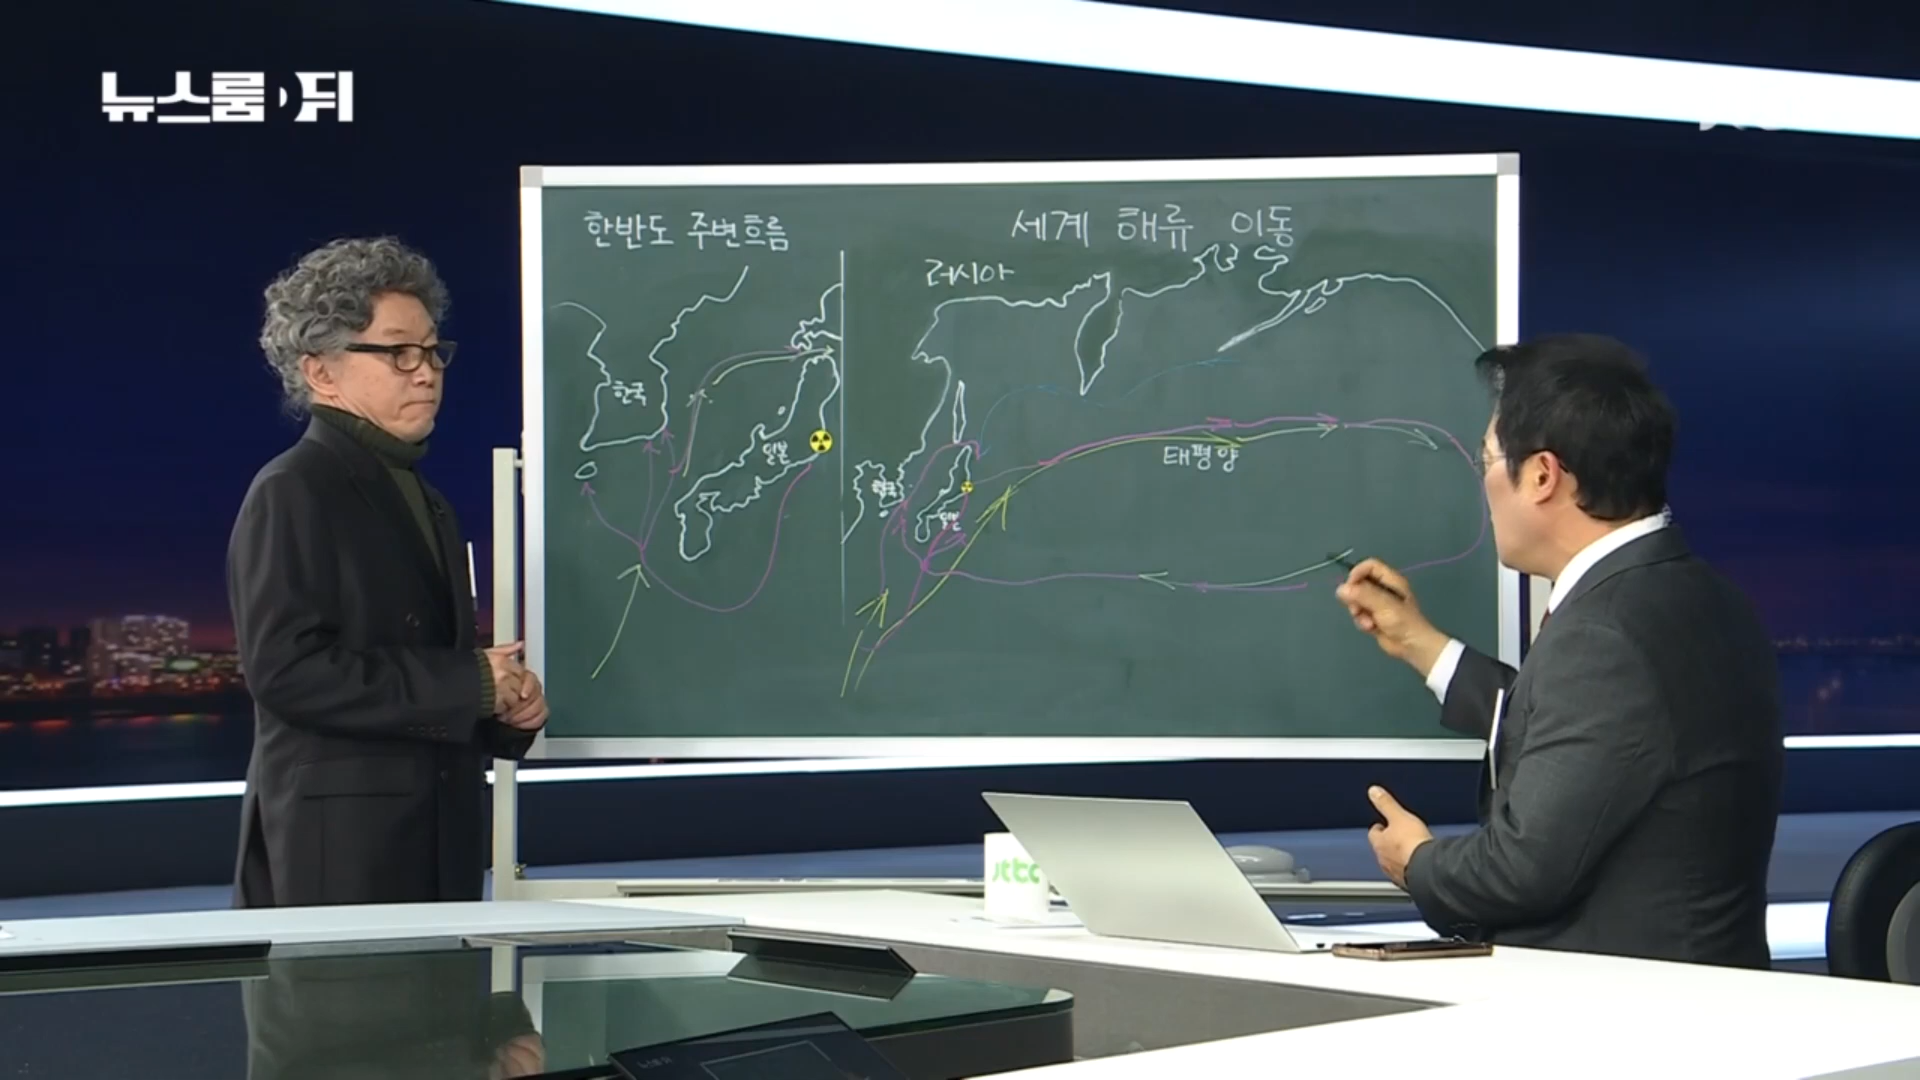 뉴스룸 뒤
한반도 주변흐름
세계 해류 이동
러시아
한국
일본
태평양
한국
일본
jtbc